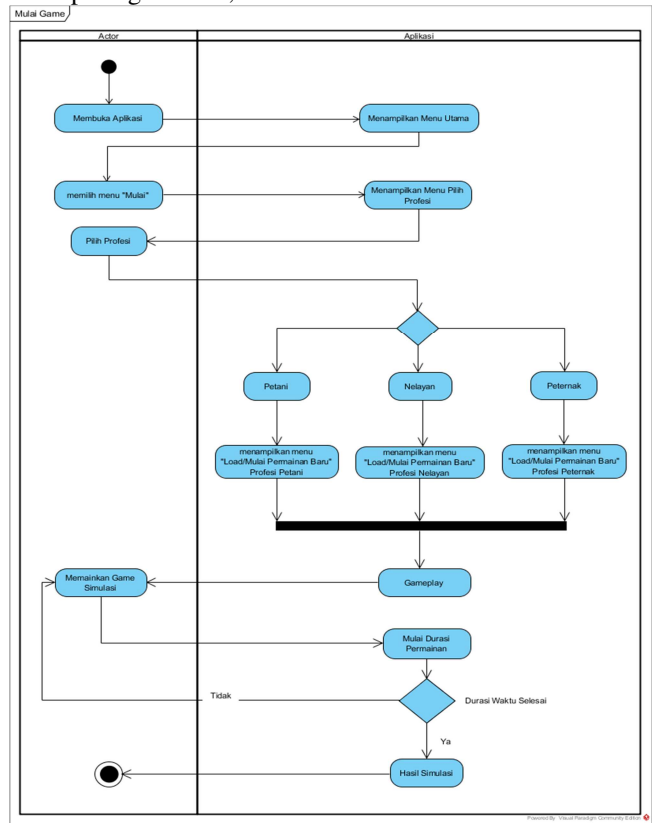 Mulai Game
Actor
Aplikasi
Membuka Aplikasi
Menampilkan Menu Utama
memilih menu "Mulai"
Menampilkan Menu Pilih
Profesi
Pilih Profesi
Petani
Nelayan
Peternak
menampilkan menu
"Load/Mulai Permainan Baru"
Profesi Petani
menampilkan menu
"Load/Mulai Permainan Baru"
Profesi Nelayan
menampilkan menu
"Load/Mulai Permainan Baru"
Profesi Peternak
Memainkan Game
Simulasi
Gameplay
Mulai Durasi
Permainan
Tidak
Durasi Waktu Selesai
Ya
Hasil Simulasi
Powered By Visual Paradigm Community Edition